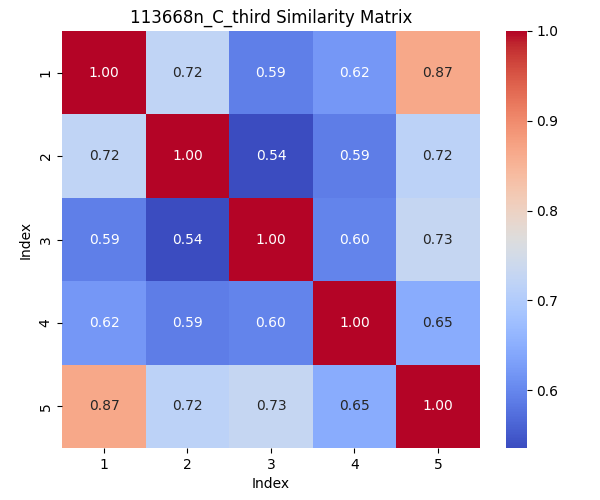 113668n_C_third Similarity Matrix
1 1.00 0.72 0.59 0.62 0.87
2 0.72 1.00 0.54 0.59 0.72
3 0.59 0.54 1.00 0.60 0.73
4 0.62 0.59 0.60 1.00 0.65
5 0.87 0.72 0.73 0.65 1.00
1 2 3 4 5
Index
Index
1.0
0.9
0.8
0.7
0.6